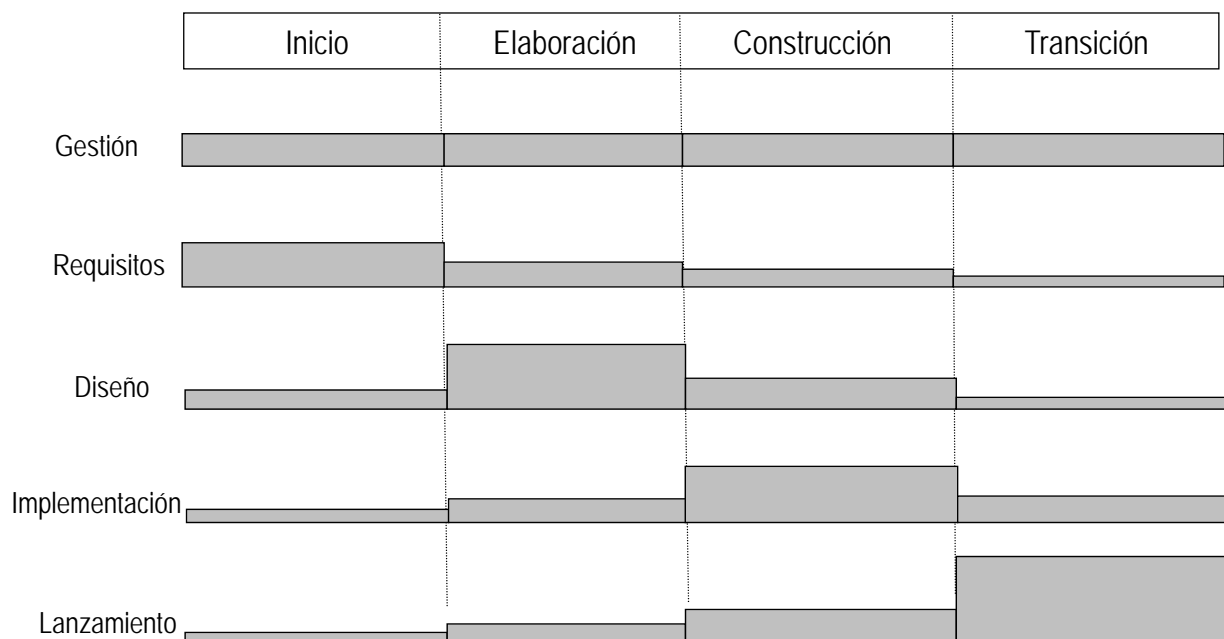 Inicio Elaboración Construcción Transición
Gestión
Requisitos
Diseño
Implementación
Lanzamiento